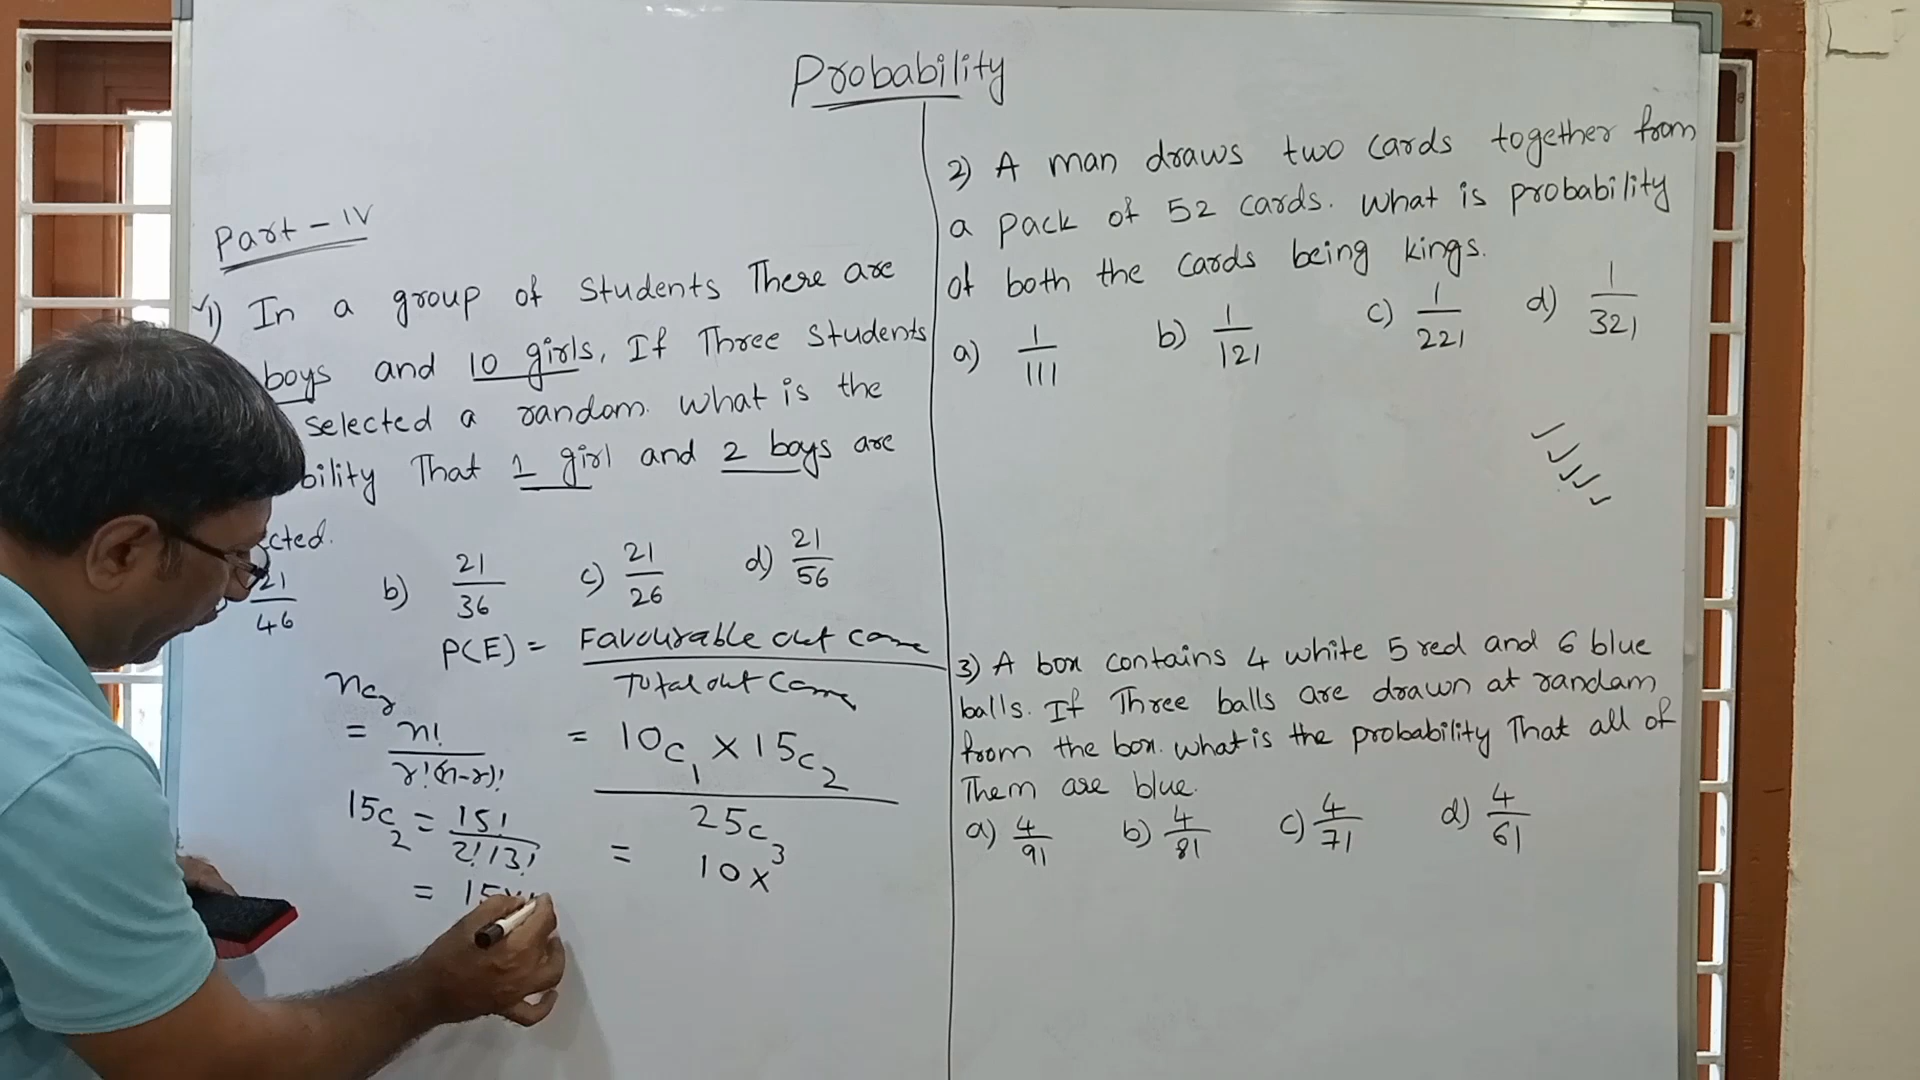 Probability
Part - IV
1) In a group of Students There are
boys and 10 girls, If Three Students
selected a random. what is the
bility That 1 girl and 2 boys are
cted.
21/46 b) 21/36 c) 21/26 d) 21/56
P(E) = Favourable out come / Total out come
nCr
= n! / r!(n-r)!
= 10C1 x 15C2 / 25C3
15C2 = 15! / 2!13!
= 10x
= 15x
2) A man draws two cards together from
a pack of 52 cards. what is probability
of both the cards being kings.
a) 1/111 b) 1/121 c) 1/221 d) 1/321
3) A box contains 4 white 5 red and 6 blue
balls. If Three balls are drawn at random
from the box. what is the probability That all of
Them are blue.
a) 4/91 b) 4/81 c) 4/71 d) 4/61